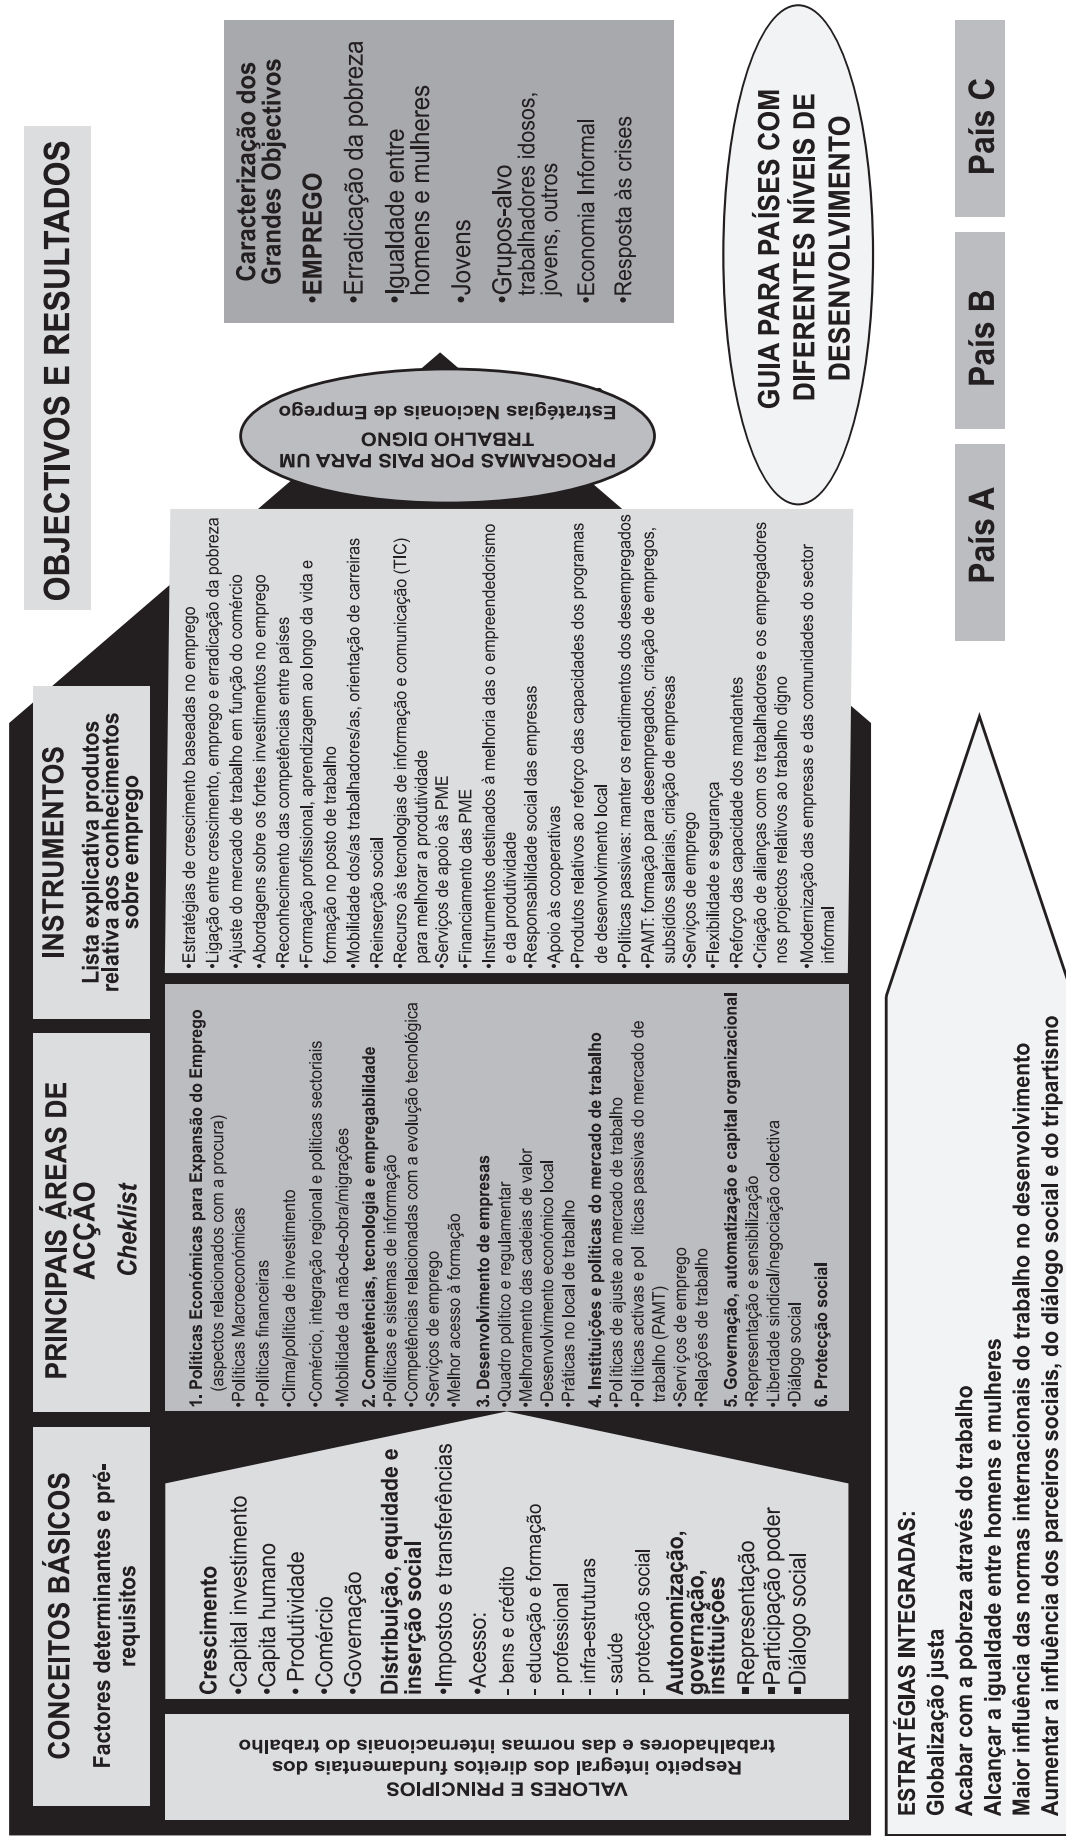 CONCEITOS BÁSICOS
Factores determinantes e pré-
requisitos
PRINCIPAIS ÁREAS DE
ACÇÃO
Cheklist
INSTRUMENTOS
Lista explicativa produtos
relativa aos conhecimentos
sobre emprego
OBJECTIVOS E RESULTADOS
VALORES E PRINCIPIOS
Respeito integral dos direitos fundamentais dos
trabalhadores e das normas internacionais do trabalho
Crescimento
•Capital investimento
•Capita humano
• Produtividade
•Comércio
•Governação
Distribuição, equidade e
inserção social
•Impostos e transferências
•Acesso:
- bens e crédito
- educação e formação
- professional
- infra-estruturas
- saúde
- protecção social
Autonomização,
governação,
instituições
▪Representação
▪Participação poder
▪Diálogo social
1. Políticas Económicas para Expansão do Emprego
(aspectos relacionados com a procura)
•Políticas Macroeconómicas
•Políticas financeiras
•Clima/política de investimento
•Comércio, integração regional e políticas sectoriais
•Mobilidade da mão-de-obra/migrações
2. Competências, tecnologia e empregabilidade
•Políticas e sistemas de informação
•Competências relacionadas com a evolução tecnológica
•Serviços de emprego
•Melhor acesso à formação
3. Desenvolvimento de empresas
•Quadro político e regulamentar
•Melhoramento das cadeias de valor
•Desenvolvimento económico local
•Práticas no local de trabalho
4. Instituições e políticas do mercado de trabalho
•Políticas de ajuste ao mercado de trabalho
•Políticas activas e pol íticas passivas do mercado de
trabalho (PAMT)
•Servi ços de emprego
•Relações de trabalho
5. Governação, automatização e capital organizacional
•Representação e sensibilização
•Liberdade sindical/negociação colectiva
•Diálogo social
6. Protecção social
•Estratégias de crescimento baseadas no emprego
•Ligação entre crescimento, emprego e erradicação da pobreza
•Ajuste do mercado de trabalho em função do comércio
•Abordagens sobre os fortes investimentos no emprego
•Reconhecimento das competências entre países
•Formação profissional, aprendizagem ao longo da vida e
formação no posto de trabalho
•Mobilidade dos/as trabalhadores/as, orientação de carreiras
•Reinserção social
•Recurso às tecnologias de informação e comunicação (TIC)
para melhorar a produtividade
•Serviços de apoio às PME
•Financiamento das PME
•Instrumentos destinados à melhoria das o empreendedorismo
e da produtividade
•Responsabilidade social das empresas
•Apoio às cooperativas
•Produtos relativos ao reforço das capacidades dos programas
de desenvolvimento local
•Políticas passivas: manter os rendimentos dos desempregados
•PAMT: formação para desempregados, criação de empregos,
subsídios salariais, criação de empresas
•Serviços de emprego
•Flexibilidade e segurança
•Reforço das capacidade dos mandantes
•Criação de alianças com os trabalhadores e os empregadores
nos projectos relativos ao trabalho digno
•Modernização das empresas e das comunidades do sector
informal
PROGRAMAS POR PAÍS PARA UM
TRBALHO DIGNO
Estratégias Nacionais de Emprego
Caracterização dos
Grandes Objectivos
•EMPREGO
•Erradicação da pobreza
•Igualdade entre
homens e mulheres
•Jovens
•Grupos-alvo
trabalhadores idosos,
jovens, outros
•Economia Informal
•Resposta às crises
GUIA PARA PAÍSES COM
DIFERENTES NÍVEIS DE
DESENVOLVIMENTO
País A
País B
País C
ESTRATÉGIAS INTEGRADAS:
Globalização justa
Acabar com a pobreza através do trabalho
Alcançar a igualdade entre homens e mulheres
Maior influência das normas internacionais do trabalho no desenvolvimento
Aumentar a influência dos parceiros sociais, do diálogo social e do tripartismo